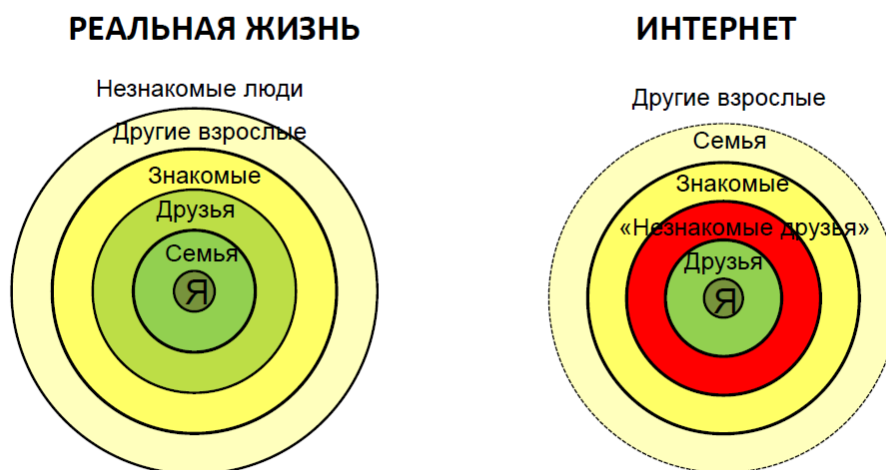 РЕАЛЬНАЯ ЖИЗНЬ
Незнакомые люди
Другие взрослые
Знакомые
Друзья
Семья
Я
ИНТЕРНЕТ
Другие взрослые
Семья
Знакомые
«Незнакомые друзья»
Друзья
Я